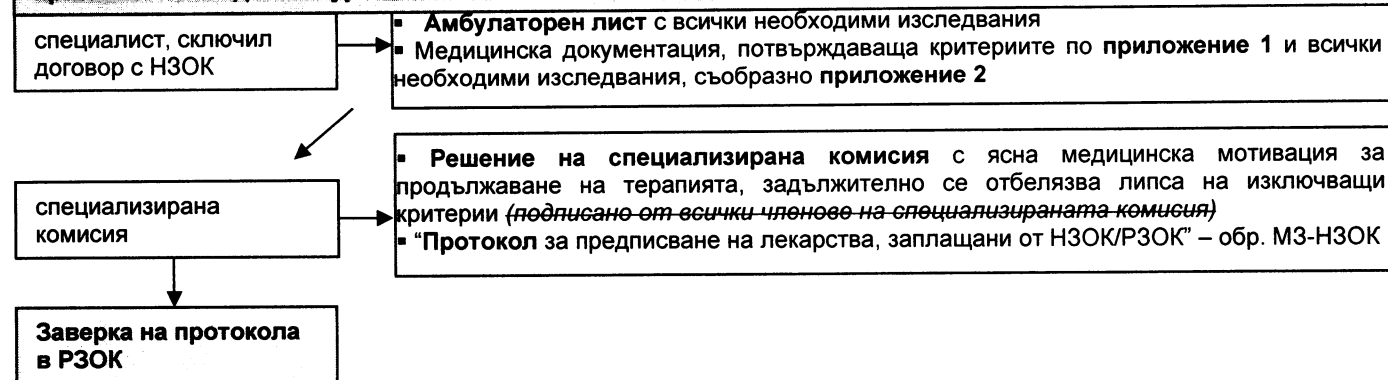 специалист, сключил
договор с НЗОК
▪ Амбулаторен лист с всички необходими изследвания
▪ Медицинска документация, потвърждаваща критериите по приложение 1 и всички
необходими изследвания, съобразно приложение 2
▪ Решение на специализирана комисия с ясна медицинска мотивация за
продължаване на терапията, задължително се отбелязва липса на изключващи
критерии (подписано от всички членове на специализираната комисия)
▪ “Протокол за предписване на лекарства, заплащани от НЗОК/РЗОК” – обр. МЗ-НЗОК
специализирана
комисия
Заверка на протокола
в РЗОК